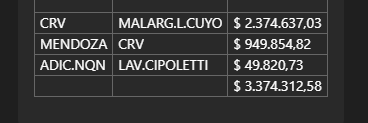 CRV MALARG.L.CUYO $ 2.374.637,03
MENDOZA CRV $ 949.854,82
ADIC.NQN LAV.CIPOLETTI $ 49.820,73
$ 3.374.312,58